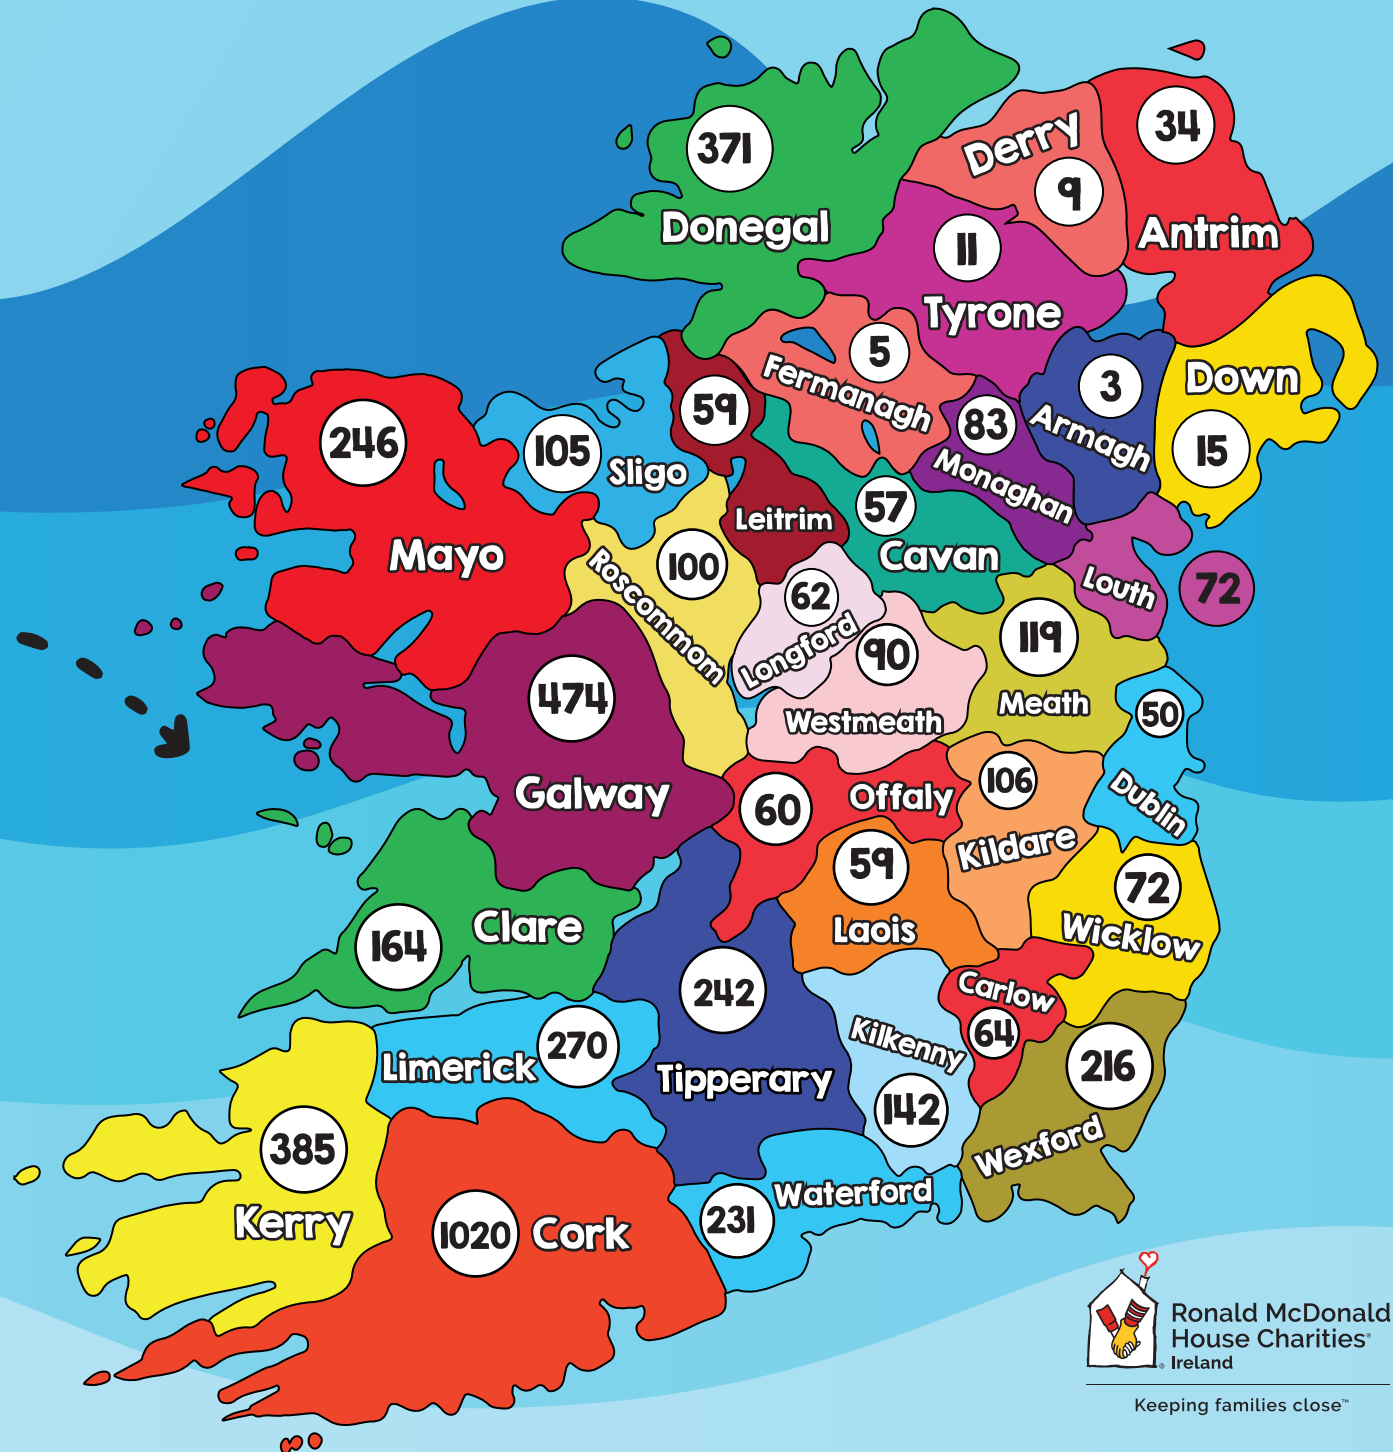 371
Donegal
Derry
9
34
Antrim
11
Tyrone
5
Fermanagh
3
Armagh
Down
15
59
Leitrim
83
Monaghan
246
Mayo
105
Sligo
57
Cavan
100
Roscommom
62
Longford
Louth
72
90
Westmeath
119
Meath
474
Galway
50
Dublin
60
Offaly
106
Kildare
59
Laois
72
Wicklow
164
Clare
242
Tipperary
Carlow
64
Kilkenny
142
216
Wexford
Limerick
270
385
Kerry
1020
Cork
231
Waterford
Ronald McDonald
House Charities®
® Ireland
Keeping families close™